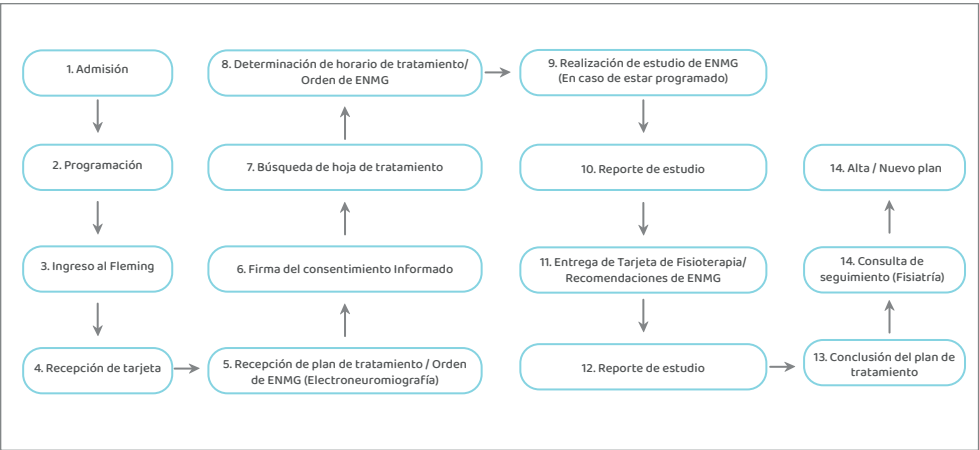 1. Admisión
2. Programación
3. Ingreso al Fleming
4. Recepción de tarjeta
5. Recepción de plan de tratamiento / Orden
de ENMG (Electroneuromiografía)
6. Firma del consentimiento Informado
7. Búsqueda de hoja de tratamiento
8. Determinación de horario de tratamiento/
Orden de ENMG
9. Realización de estudio de ENMG
(En caso de estar programado)
10. Reporte de estudio
11. Entrega de Tarjeta de Fisioterapia/
Recomendaciones de ENMG
12. Reporte de estudio
13. Conclusión del plan de
tratamiento
14. Consulta de
seguimiento (Fisiatría)
14. Alta / Nuevo plan